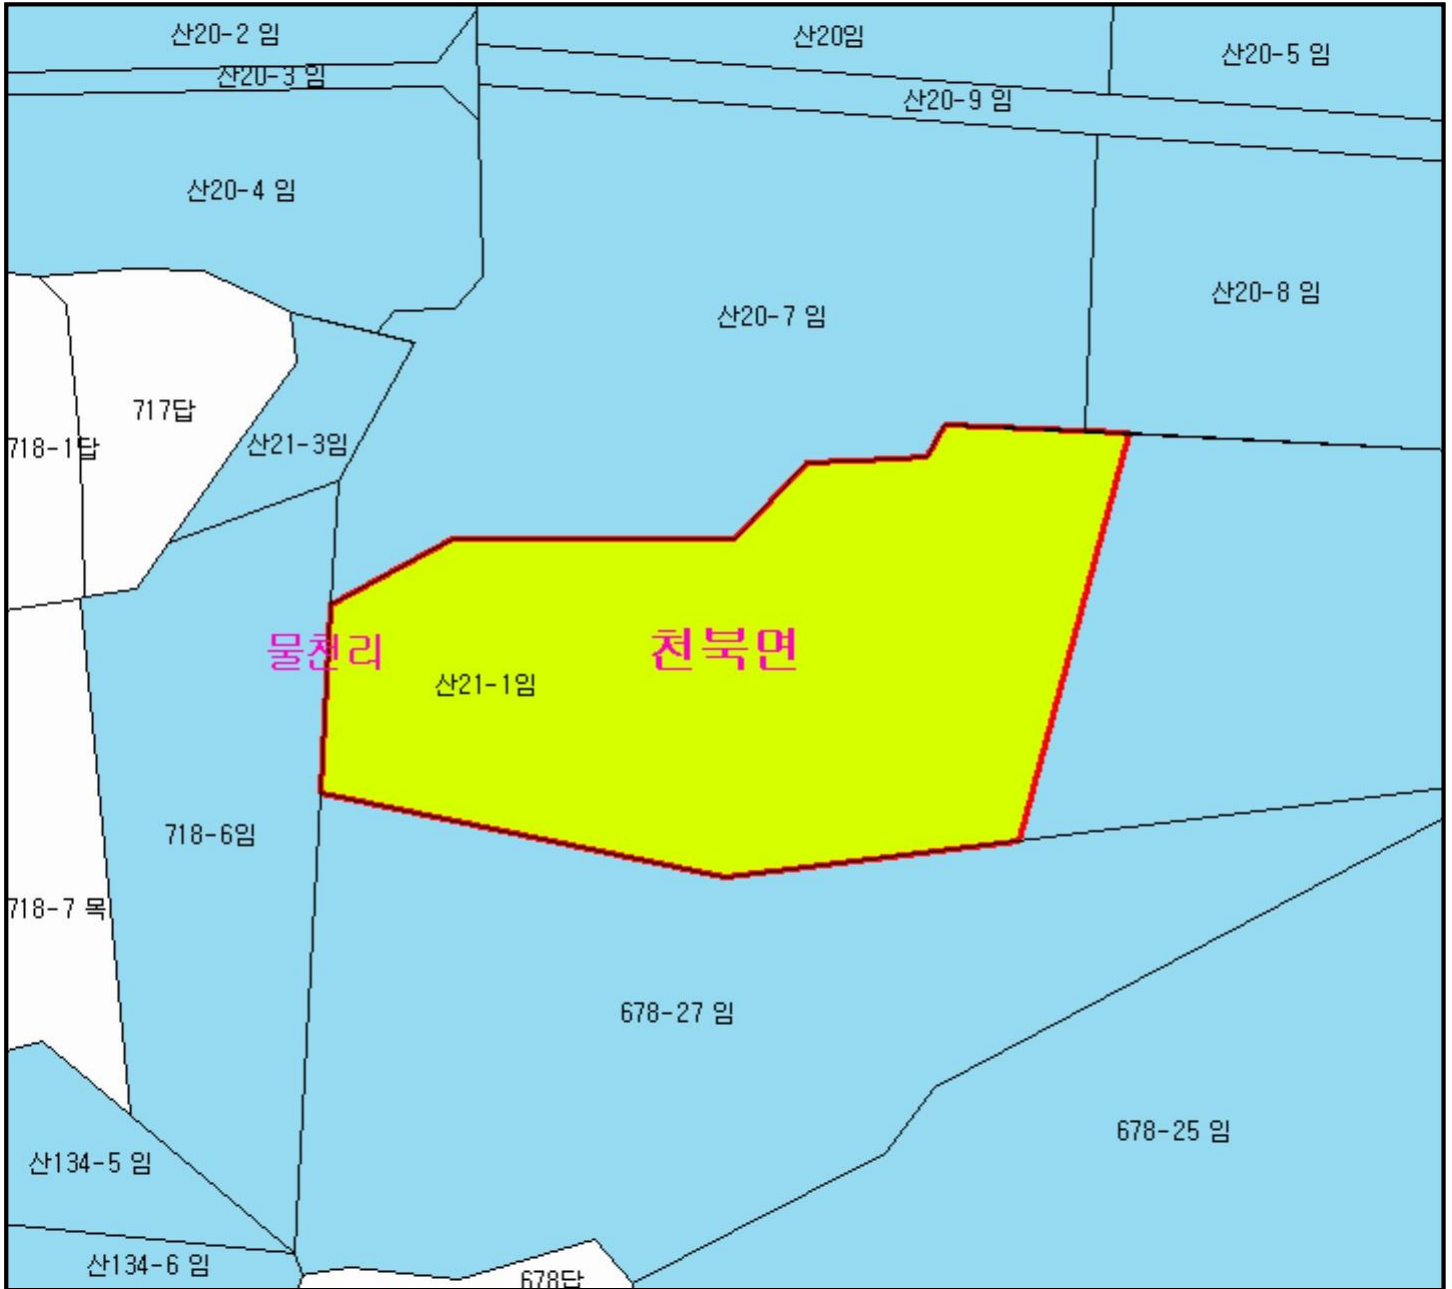 산20-2 임
산20임
산20-5 임
산20-3 임
산20-9 임
산20-4 임
산20-8 임
산20-7 임
717답
718-1답
산21-3임
물천리
천북면
산21-1임
718-6임
718-7 목
678-27 임
678-25 임
산134-5 임
산134-6 임
678답